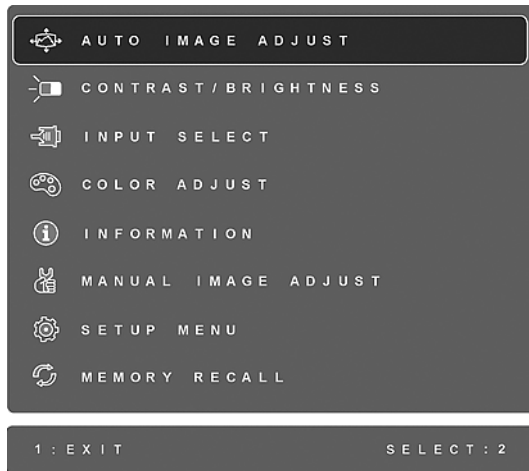 AUTO IMAGE ADJUST
CONTRAST/BRIGHTNESS
INPUT SELECT
COLOR ADJUST
INFORMATION
MANUAL IMAGE ADJUST
SETUP MENU
MEMORY RECALL
1:EXIT SELECT:2